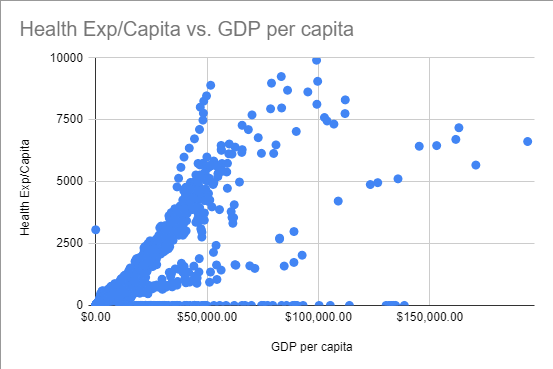 Health Exp/Capita vs. GDP per capita
10000
7500
5000
2500
0
Health Exp/Capita
$0.00 $50,000.00 $100,000.00 $150,000.00
GDP per capita